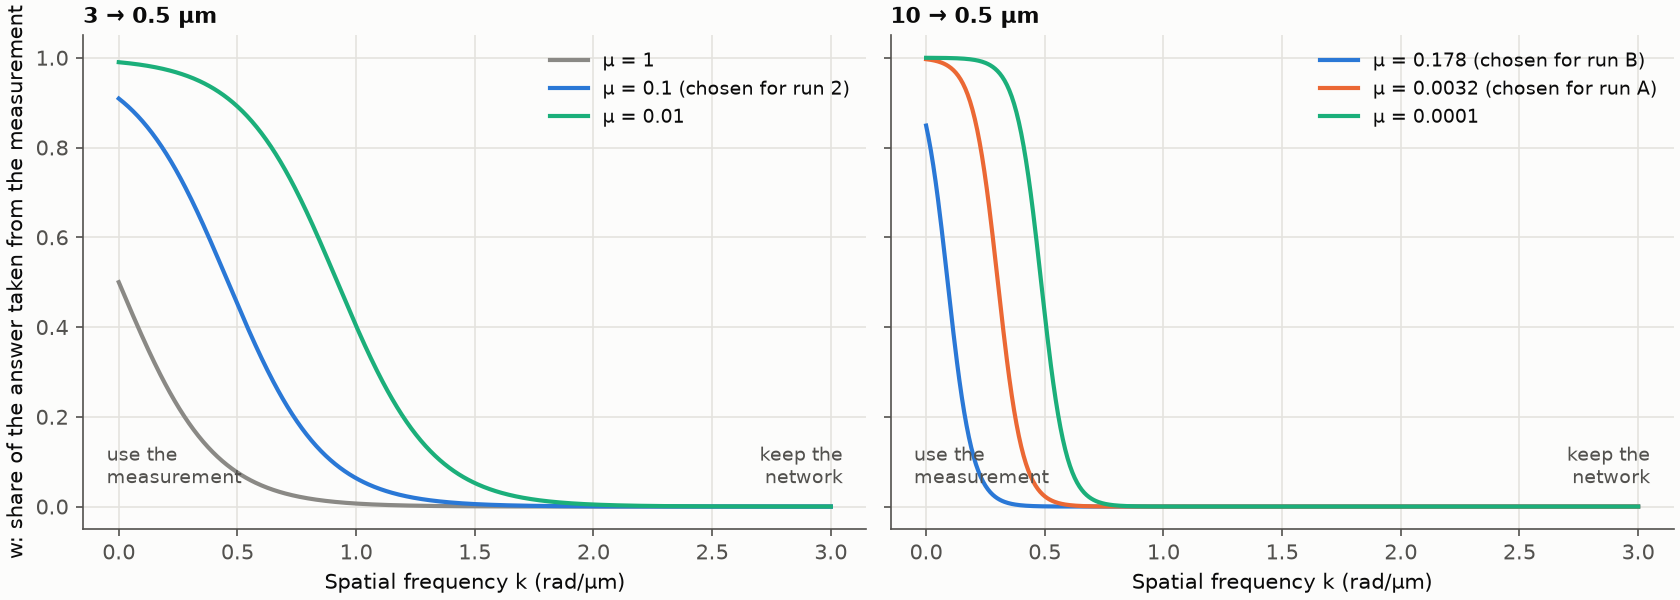 3 → 0.5 µm
10 → 0.5 µm
w: share of the answer taken from the measurement
1.0
0.8
0.6
0.4
0.2
0.0
µ = 1
µ = 0.1 (chosen for run 2)
µ = 0.01
use the
measurement
keep the
network
0.0 0.5 1.0 1.5 2.0 2.5 3.0
Spatial frequency k (rad/µm)
µ = 0.178 (chosen for run B)
µ = 0.0032 (chosen for run A)
µ = 0.0001
use the
measurement
keep the
network
0.0 0.5 1.0 1.5 2.0 2.5 3.0
Spatial frequency k (rad/µm)